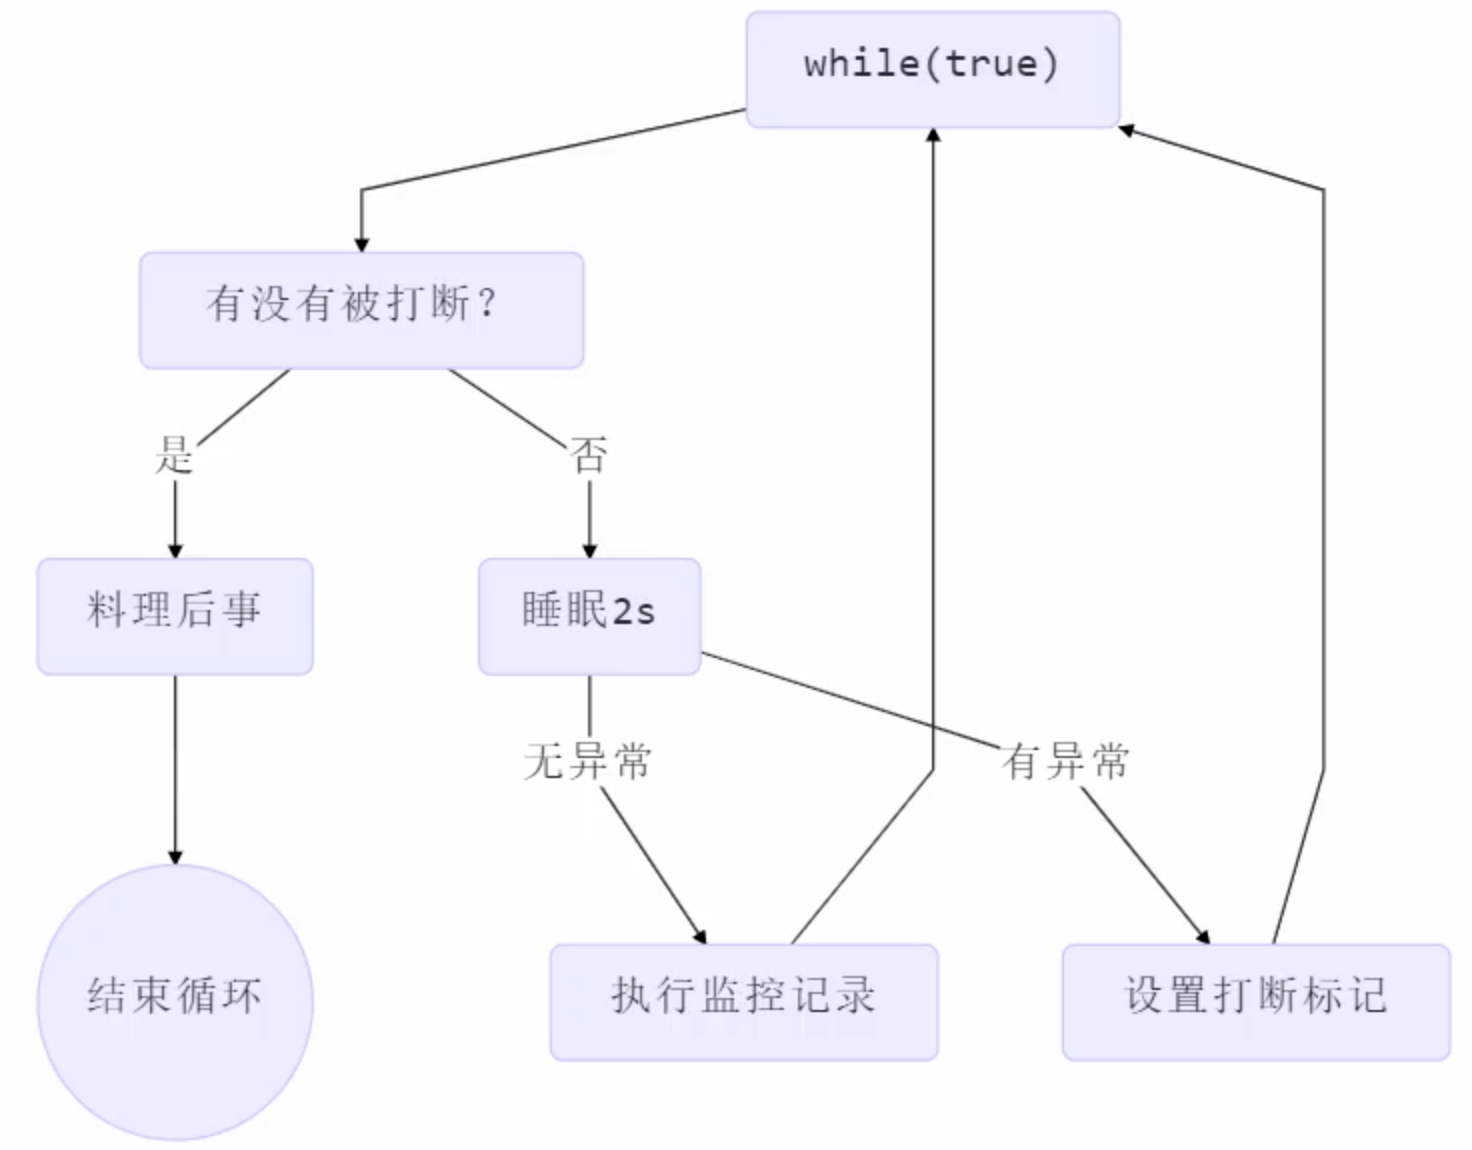 while(true)
有没有被打断？
是
否
料理后事
睡眠2s
无异常
有异常
结束循环
执行监控记录
设置打断标记